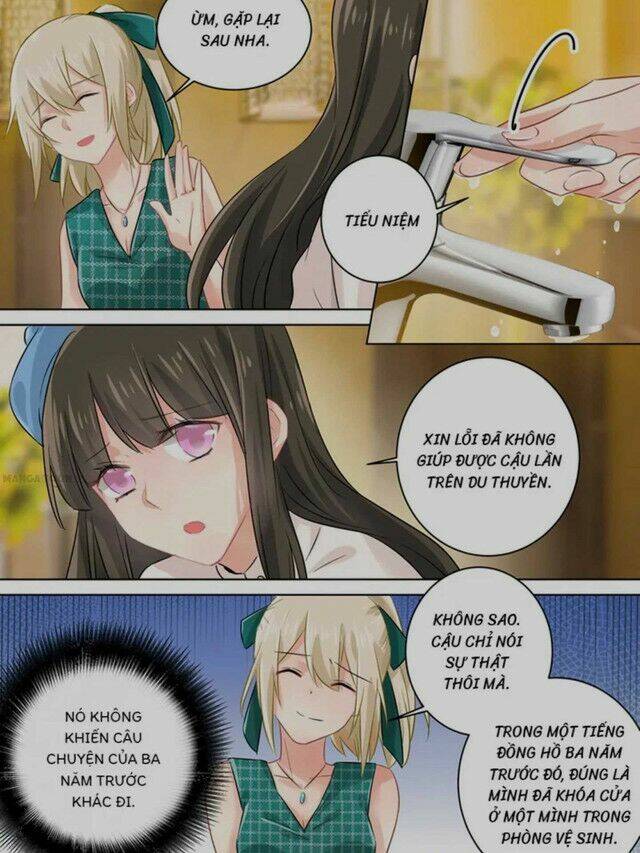 ỪM, GẶP LẠI
SAU NHA.
TIỂU NIỆM
XIN LỖI ĐÃ KHÔNG
GIÚP ĐƯỢC CẬU LẦN
TRÊN DU THUYỀN.
KHÔNG SAO.
CẬU CHỈ NÓI
SỰ THẬT
THÔI MÀ.
NÓ KHÔNG
KHIẾN CÂU
CHUYỆN CỦA BA
NĂM TRƯỚC
KHÁC ĐI.
TRONG MỘT TIẾNG
ĐỒNG HỒ BA NĂM
TRƯỚC ĐÓ, ĐÚNG LÀ
MÌNH ĐÃ KHÓA CỬA
Ở MỘT MÌNH TRONG
PHÒNG VỆ SINH.